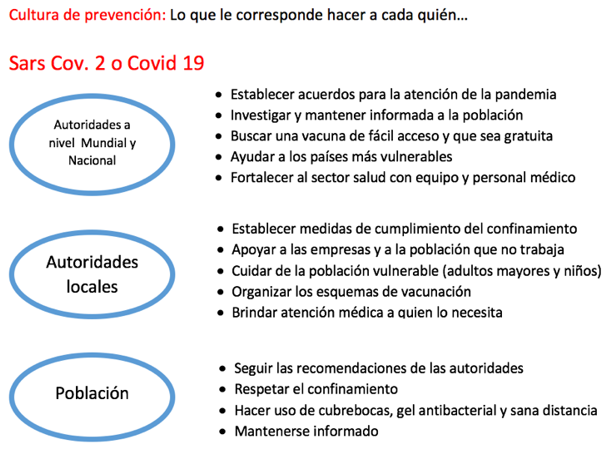 Cultura de prevención: Lo que le corresponde hacer a cada quién...
Sars Cov. 2 o Covid 19
Autoridades a
nivel Mundial y
Nacional
• Establecer acuerdos para la atención de la pandemia
• Investigar y mantener informada a la población
• Buscar una vacuna de fácil acceso y que sea gratuita
• Ayudar a los países más vulnerables
• Fortalecer al sector salud con equipo y personal médico
Autoridades
locales
• Establecer medidas de cumplimiento del confinamiento
• Apoyar a las empresas y a la población que no trabaja
• Cuidar de la población vulnerable (adultos mayores y niños)
• Organizar los esquemas de vacunación
• Brindar atención médica a quien lo necesita
Población
• Seguir las recomendaciones de las autoridades
• Respetar el confinamiento
• Hacer uso de cubrebocas, gel antibacterial y sana distancia
• Mantenerse informado